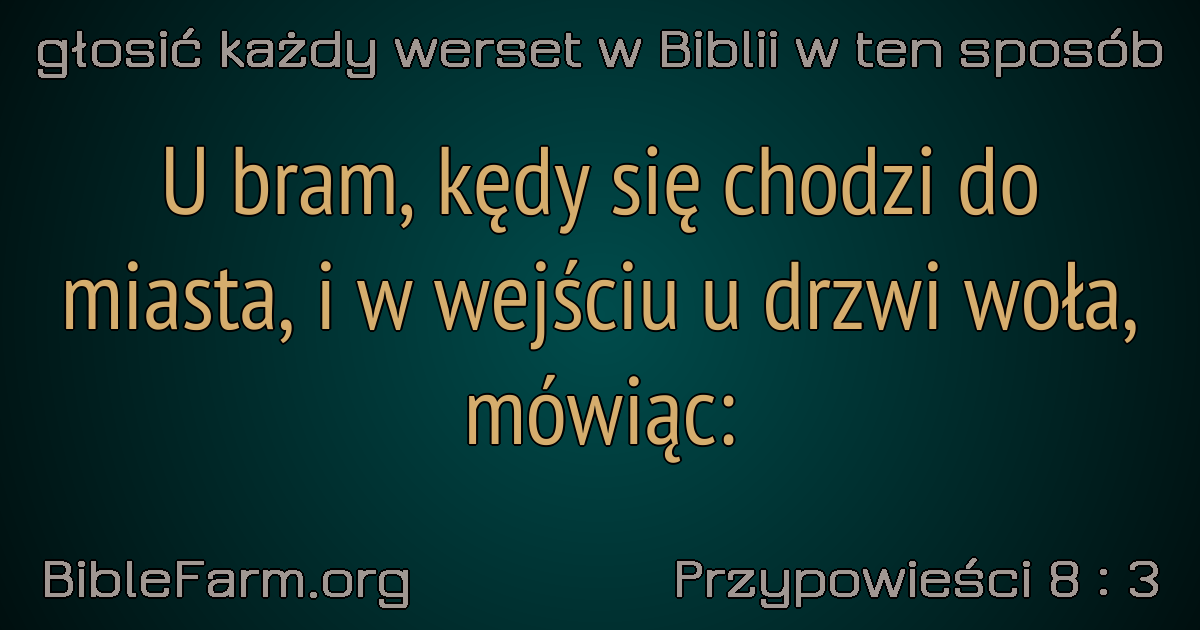 głosić każdy werset w Biblii w ten sposób
U bram, kędy się chodzi do
miasta, i w wejściu u drzwi woła,
mówiąc:
BibleFarm.org
Przypowieści 8 : 3